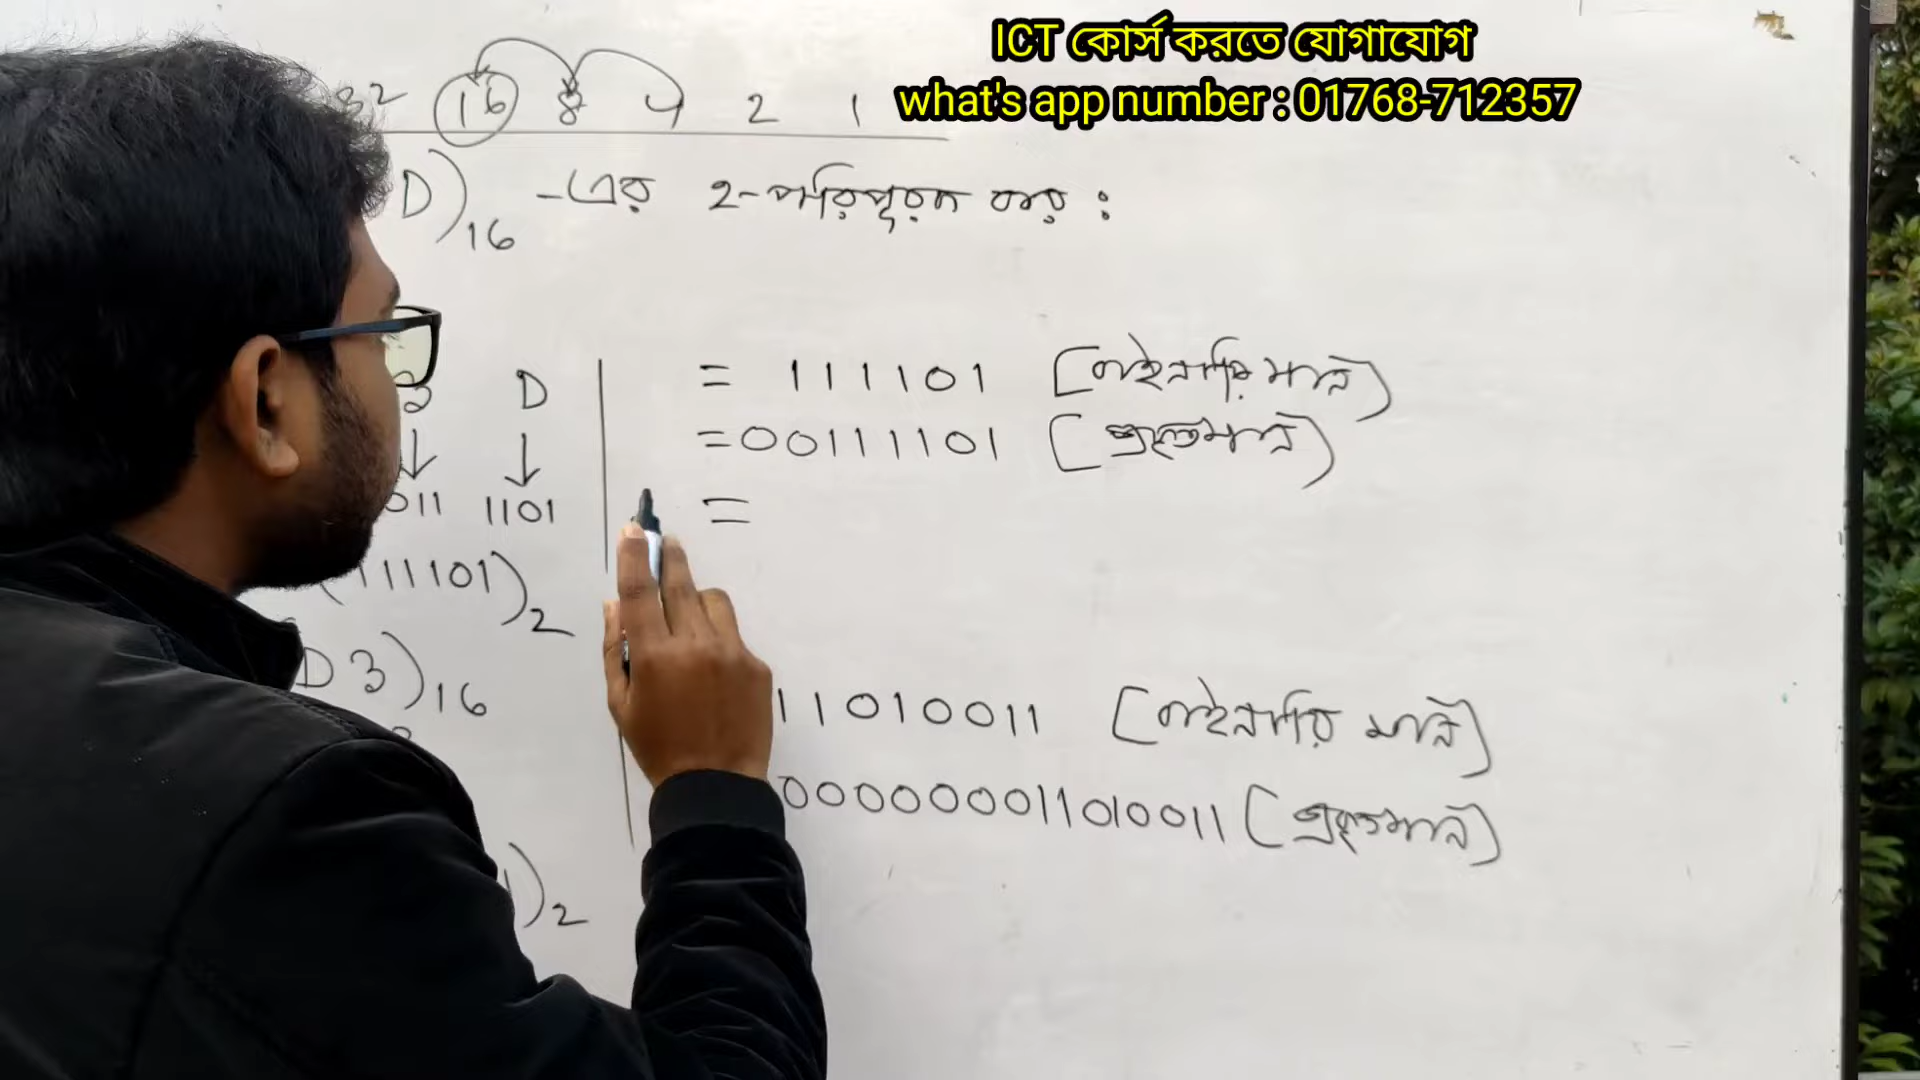 ICT কোর্স করতে যোগাযোগ
what's app number : 01768-712357
32 16 8 4 2 1
D)16 -এর 2-পরিপূরক কর :
= 111101 [বাইনারি মান]
D
=00111101 [প্রকৃতমান]
011 1101 =
(111101)2
D3)16
11010011 [বাইনারি মান]
000000011010011 [প্রকৃতমান]
)2